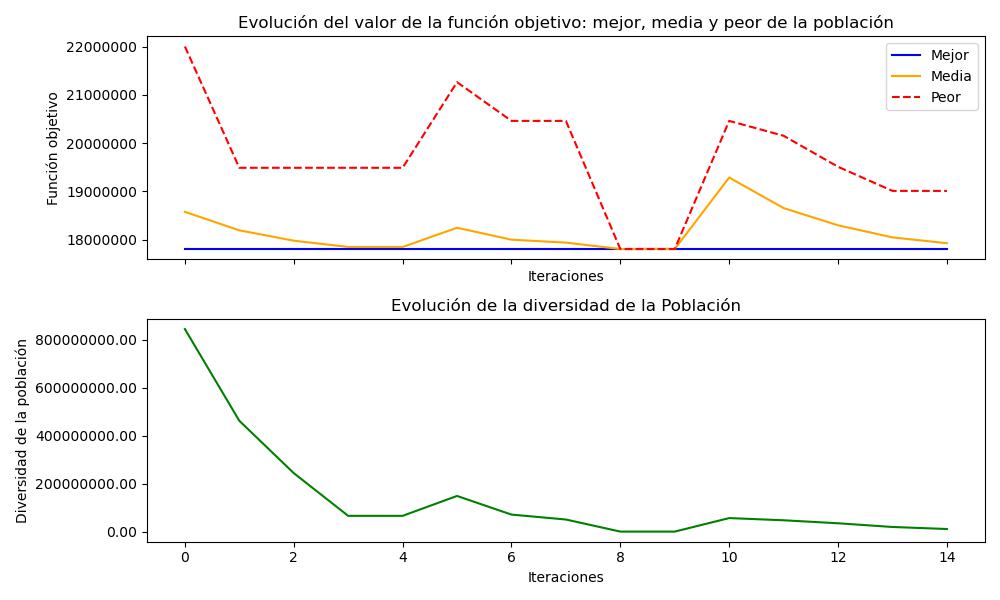 Evolución del valor de la función objetivo: mejor, media y peor de la población
22000000
21000000
20000000
19000000
18000000
Función objetivo
Mejor
Media
Peor
Iteraciones
Evolución de la diversidad de la Población
800000000.00
600000000.00
400000000.00
200000000.00
0.00
Diversidad de la población
0 2 4 6 8 10 12 14
Iteraciones